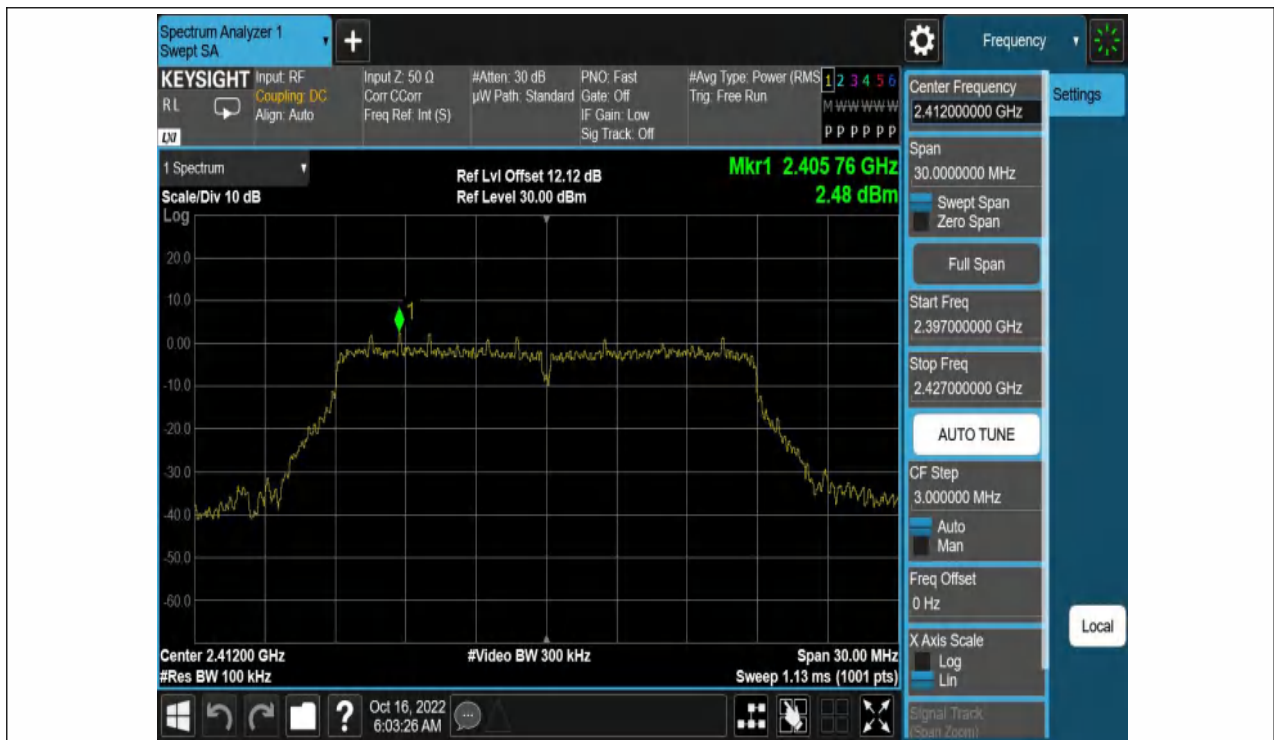 Spectrum Analyzer 1
Swept SA
Frequency
KEYSIGHT
RL
LXI
Input: RF
Coupling: DC
Align: Auto
Input Z: 50 Ω
Corr CCorr
Freq Ref: Int (S)
#Atten: 30 dB
µW Path: Standard
PNO: Fast
Gate: Off
IF Gain: Low
Sig Track: Off
#Avg Type: Power (RMS
Trig: Free Run
1 2 3 4 5 6
M W W W W W
P P P P P P
1 Spectrum
Scale/Div 10 dB
Log
Ref Lvl Offset 12.12 dB
Ref Level 30.00 dBm
Mkr1 2.405 76 GHz
2.48 dBm
20.0
10.0
0.00
-10.0
-20.0
-30.0
-40.0
-50.0
-60.0
1
Center 2.41200 GHz
#Res BW 100 kHz
#Video BW 300 kHz
Span 30.00 MHz
Sweep 1.13 ms (1001 pts)
Center Frequency
2.412000000 GHz
Settings
Span
30.0000000 MHz
Swept Span
Zero Span
Full Span
Start Freq
2.397000000 GHz
Stop Freq
2.427000000 GHz
AUTO TUNE
CF Step
3.000000 MHz
Auto
Man
Freq Offset
0 Hz
X Axis Scale
Log
Lin
Local
Signal Track
(Span Zoom)
?
Oct 16, 2022
6:03:26 AM